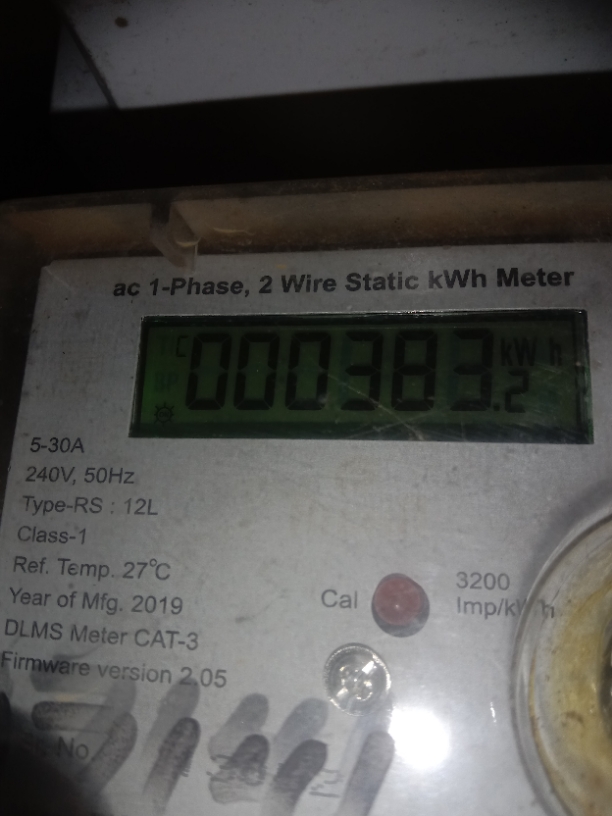 ac 1-Phase, 2 Wire Static kWh Meter
C 000383.2 kWh
5-30A
240V, 50Hz
Type-RS : 12L
Class-1
Ref. Temp. 27°C
Year of Mfg. 2019
DLMS Meter CAT-3
Firmware version 2.05
Cal
3200
Imp/kWh
No